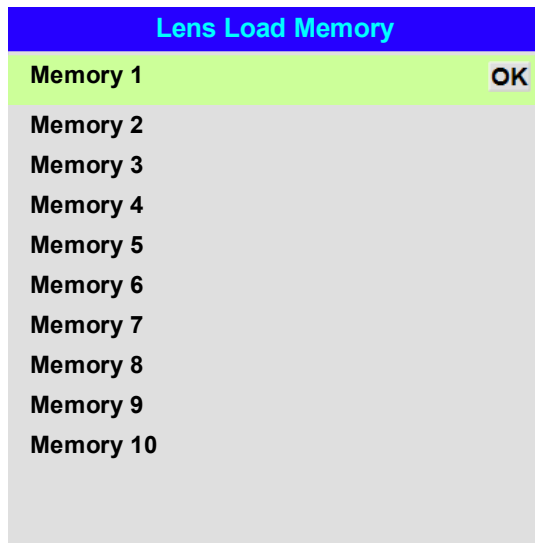 Lens Load Memory
Memory 1 OK
Memory 2
Memory 3
Memory 4
Memory 5
Memory 6
Memory 7
Memory 8
Memory 9
Memory 10